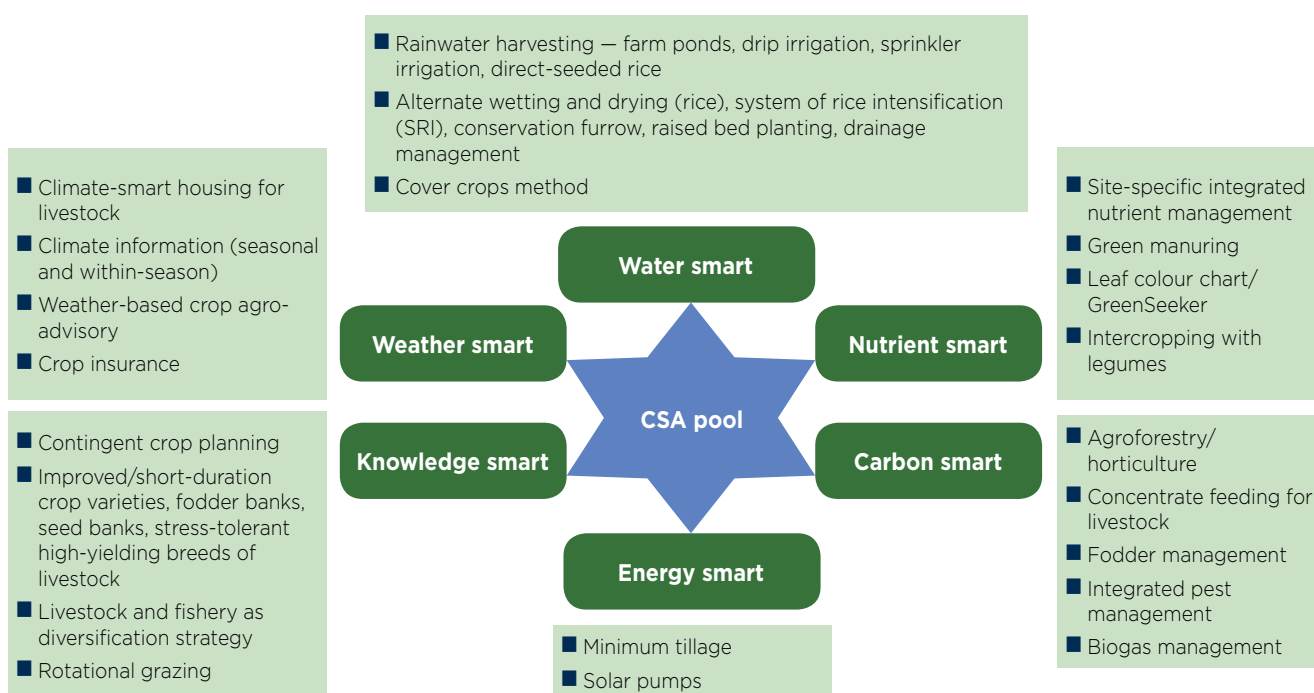 Rainwater harvesting — farm ponds, drip irrigation, sprinkler
irrigation, direct-seeded rice
Alternate wetting and drying (rice), system of rice intensification
(SRI), conservation furrow, raised bed planting, drainage
management
Cover crops method
Climate-smart housing for
livestock
Climate information (seasonal
and within-season)
Weather-based crop agro-
advisory
Crop insurance
Site-specific integrated
nutrient management
Green manuring
Leaf colour chart/
GreenSeeker
Intercropping with
legumes
Water smart
Weather smart
Nutrient smart
CSA pool
Knowledge smart
Carbon smart
Energy smart
Contingent crop planning
Improved/short-duration
crop varieties, fodder banks,
seed banks, stress-tolerant
high-yielding breeds of
livestock
Livestock and fishery as
diversification strategy
Rotational grazing
Agroforestry/
horticulture
Concentrate feeding for
livestock
Fodder management
Integrated pest
management
Biogas management
Minimum tillage
Solar pumps